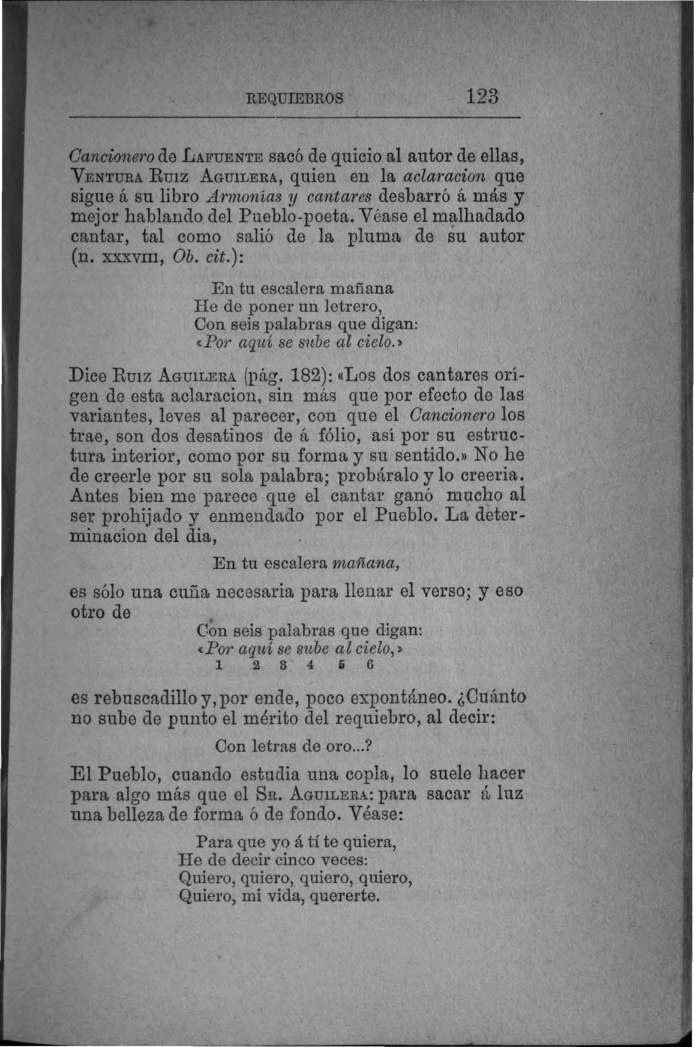 REQUIEBROS 123
Cancionero de LAFUENTE sacó de quicio al autor de ellas,
VENTURA RUIZ AGUILERA, quien en la aclaracion que
sigue á su libro Armonías y cantares desbarró á más y
mejor hablando del Pueblo-poeta. Véase el malhadado
cantar, tal como salió de la pluma de su autor
(n. XXXVIII, Ob. cit.):
En tu escalera mañana
He de poner un letrero,
Con seis palabras que digan:
«Por aquí se sube al cielo.»
Dice RUIZ AGUILERA (pág. 182): «Los dos cantares orí-
gen de esta aclaracion, sin más que por efecto de las
variantes, leves al parecer, con que el Cancionero los
trae, son dos desatinos de á fólio, así por su estruc-
tura interior, como por su forma y su sentido.» No he
de creerle por su sola palabra; probáralo y lo creeria.
Antes bien me parece que el cantar ganó mucho al
ser prohijado y enmendado por el Pueblo. La deter-
minacion del dia,
En tu escalera mañana,
es sólo una cuña necesaria para llenar el verso; y eso
otro de
Con seis palabras que digan:
«Por aquí se sube al cielo,»
1 2 3 4 5 6
es rebuscadillo y, por ende, poco expontáneo. ¿Cuánto
no sube de punto el mérito del requiebro, al decir:
Con letras de oro...?
El Pueblo, cuando estudia una copla, lo suele hacer
para algo más que el SR. AGUILERA: para sacar á luz
una belleza de forma ó de fondo. Véase:
Para que yo á tí te quiera,
He de decir cinco veces:
Quiero, quiero, quiero, quiero,
Quiero, mi vida, quererte.